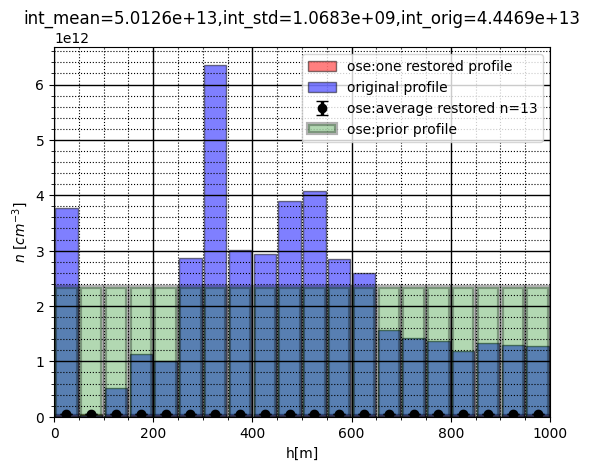 int_mean=5.0126e+13,int_std=1.0683e+09,int_orig=4.4469e+13
1e12
ose:one restored profile
original profile
ose:average restored n=13
ose:prior profile
6
5
4
3
2
1
0
n [cm⁻³]
0 200 400 600 800 1000
h[m]